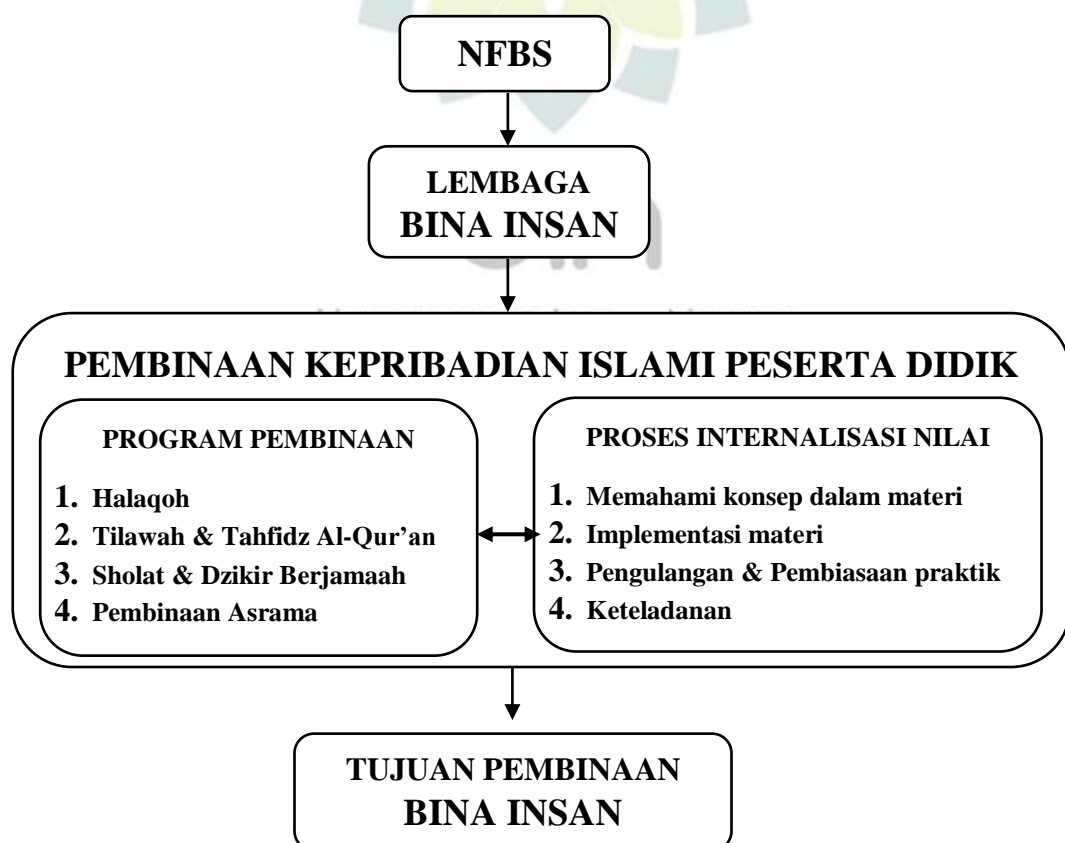 NFBS
LEMBAGA
BINA INSAN
PEMBINAAN KEPRIBADIAN ISLAMI PESERTA DIDIK
PROGRAM PEMBINAAN
1. Halaqoh
2. Tilawah & Tahfidz Al-Qur’an
3. Sholat & Dzikir Berjamaah
4. Pembinaan Asrama
PROSES INTERNALISASI NILAI
1. Memahami konsep dalam materi
2. Implementasi materi
3. Pengulangan & Pembiasaan praktik
4. Keteladanan
TUJUAN PEMBINAAN
BINA INSAN